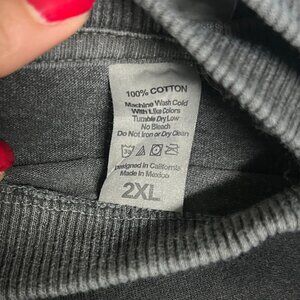 100% COTTON
Machine Wash Cold
With Like Colors
Tumble Dry Low
No Bleach
Do Not Iron or Dry Clean
Designed in California
Made in Mexico
2XL